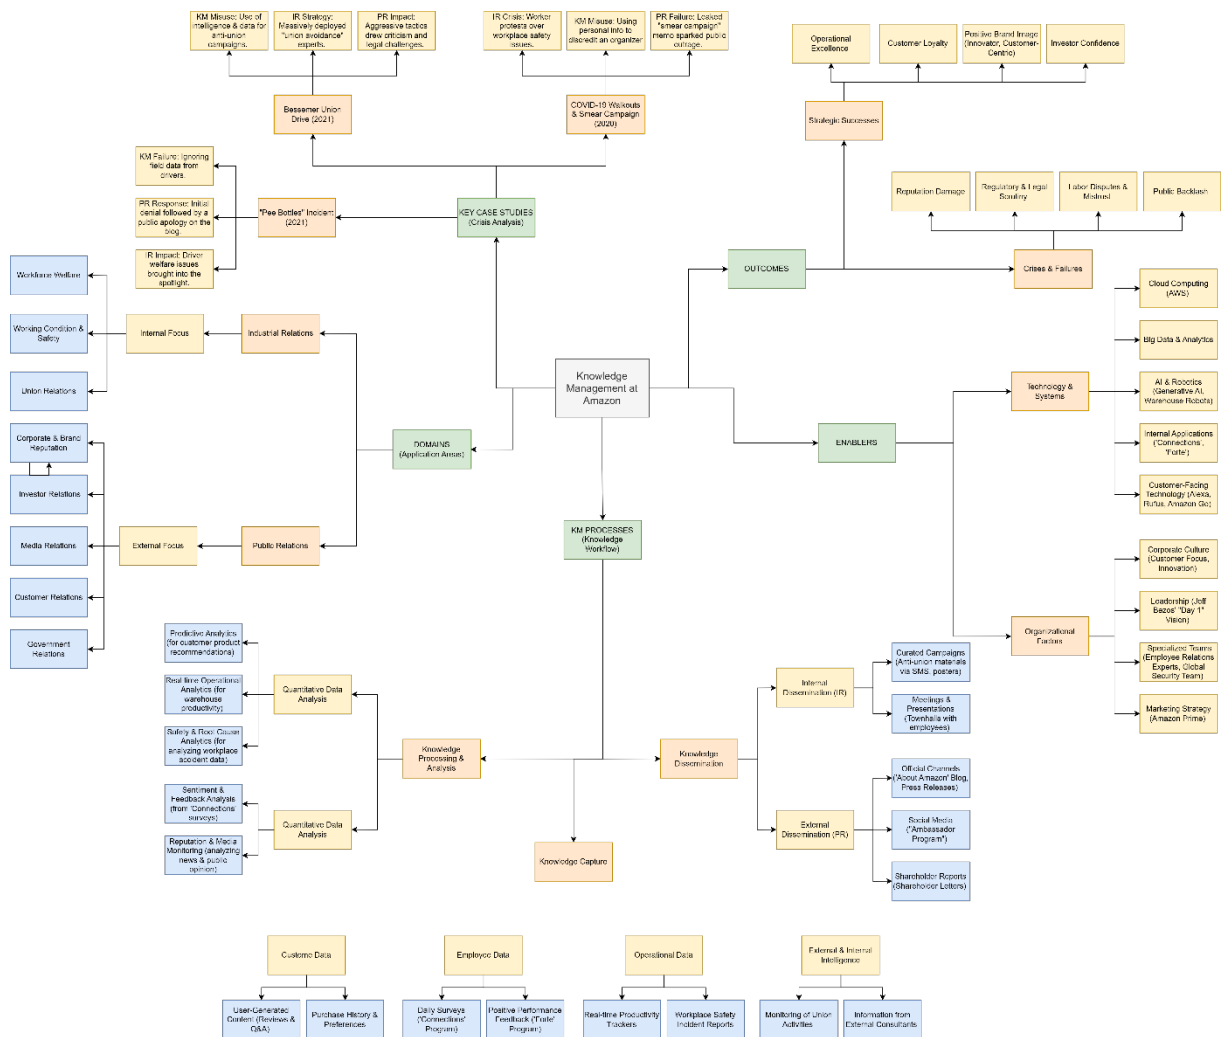 KM Misuse: Use of
intelligence & data for
anti-union
campaigns.
IR Strategy:
Massively deployed
"union avoidance"
experts.
PR Impact:
Aggressive tactics
drew criticism and
legal challenges.
IR Crisis: Worker
protests over
workplace safety
issues.
KM Misuse: Using
personal info to
discredit an organizer
PR Failure: Leaked
"smear campaign"
memo sparked public
outrage.
Operational
Excellence
Customer Loyalty
Positive Brand Image
(Innovator, Customer-
Centric)
Investor Confidence
Bessemer Union
Drive (2021)
COVID-19 Walkouts
& Smear Campaign
(2020)
Strategic Successes
KM Failure: Ignoring
field data from
drivers.
PR Response: Initial
denial followed by a
public apology on the
blog.
IR Impact: Driver
welfare issues
brought into the
spotlight.
"Pee Bottles" Incident
(2021)
KEY CASE STUDIES
(Crisis Analysis)
Reputation Damage
Regulatory & Legal
Scrutiny
Labor Disputes &
Mistrust
Public Backlash
OUTCOMES
Crises & Failures
Workforce Welfare
Working Condition &
Safety
Union Relations
Internal Focus
Industrial Relations
Knowledge
Management at
Amazon
Technology &
Systems
Cloud Computing
(AWS)
Big Data & Analytics
AI & Robotics
(Generative AI,
Warehouse Robots)
Internal Applications
('Connections',
'Forte')
Customer-Facing
Technology (Alexa,
Rufus, Amazon Go)
Corporate & Brand
Reputation
Investor Relations
Media Relations
Customer Relations
Government
Relations
External Focus
Public Relations
DOMAINS
(Application Areas)
ENABLERS
KM PROCESSES
(Knowledge
Workflow)
Organizational
Factors
Corporate Culture
(Customer Focus,
Innovation)
Leadership (Jeff
Bezos' "Day 1"
Vision)
Specialized Teams
(Employee Relations
Experts, Global
Security Team)
Marketing Strategy
(Amazon Prime)
Predictive Analytics
(for customer product
recommendations)
Real-time Operational
Analytics (for
warehouse
productivity)
Safety & Root Cause
Analytics (for
analyzing workplace
accident data)
Sentiment &
Feedback Analysis
(from 'Connections'
surveys)
Reputation & Media
Monitoring (analyzing
news & public
opinion)
Quantitative Data
Analysis
Quantitative Data
Analysis
Knowledge
Processing &
Analysis
Knowledge Capture
Knowledge
Dissemination
Internal
Dissemination (IR)
External
Dissemination (PR)
Curated Campaigns
(Anti-union materials
via SMS, posters)
Meetings &
Presentations
(Townhalls with
employees)
Official Channels
('About Amazon' Blog,
Press Releases)
Social Media
("Ambassador
Program")
Shareholder Reports
(Shareholder Letters)
Custome Data
Employee Data
Operational Data
External & Internal
Intelligence
User-Generated
Content (Reviews &
Q&A)
Purchase History &
Preferences
Daily Surveys
('Connections'
Program)
Positive Performance
Feedback ('Forte'
Program)
Real-time Productivity
Trackers
Workplace Safety
Incident Reports
Monitoring of Union
Activities
Information from
External Consultants